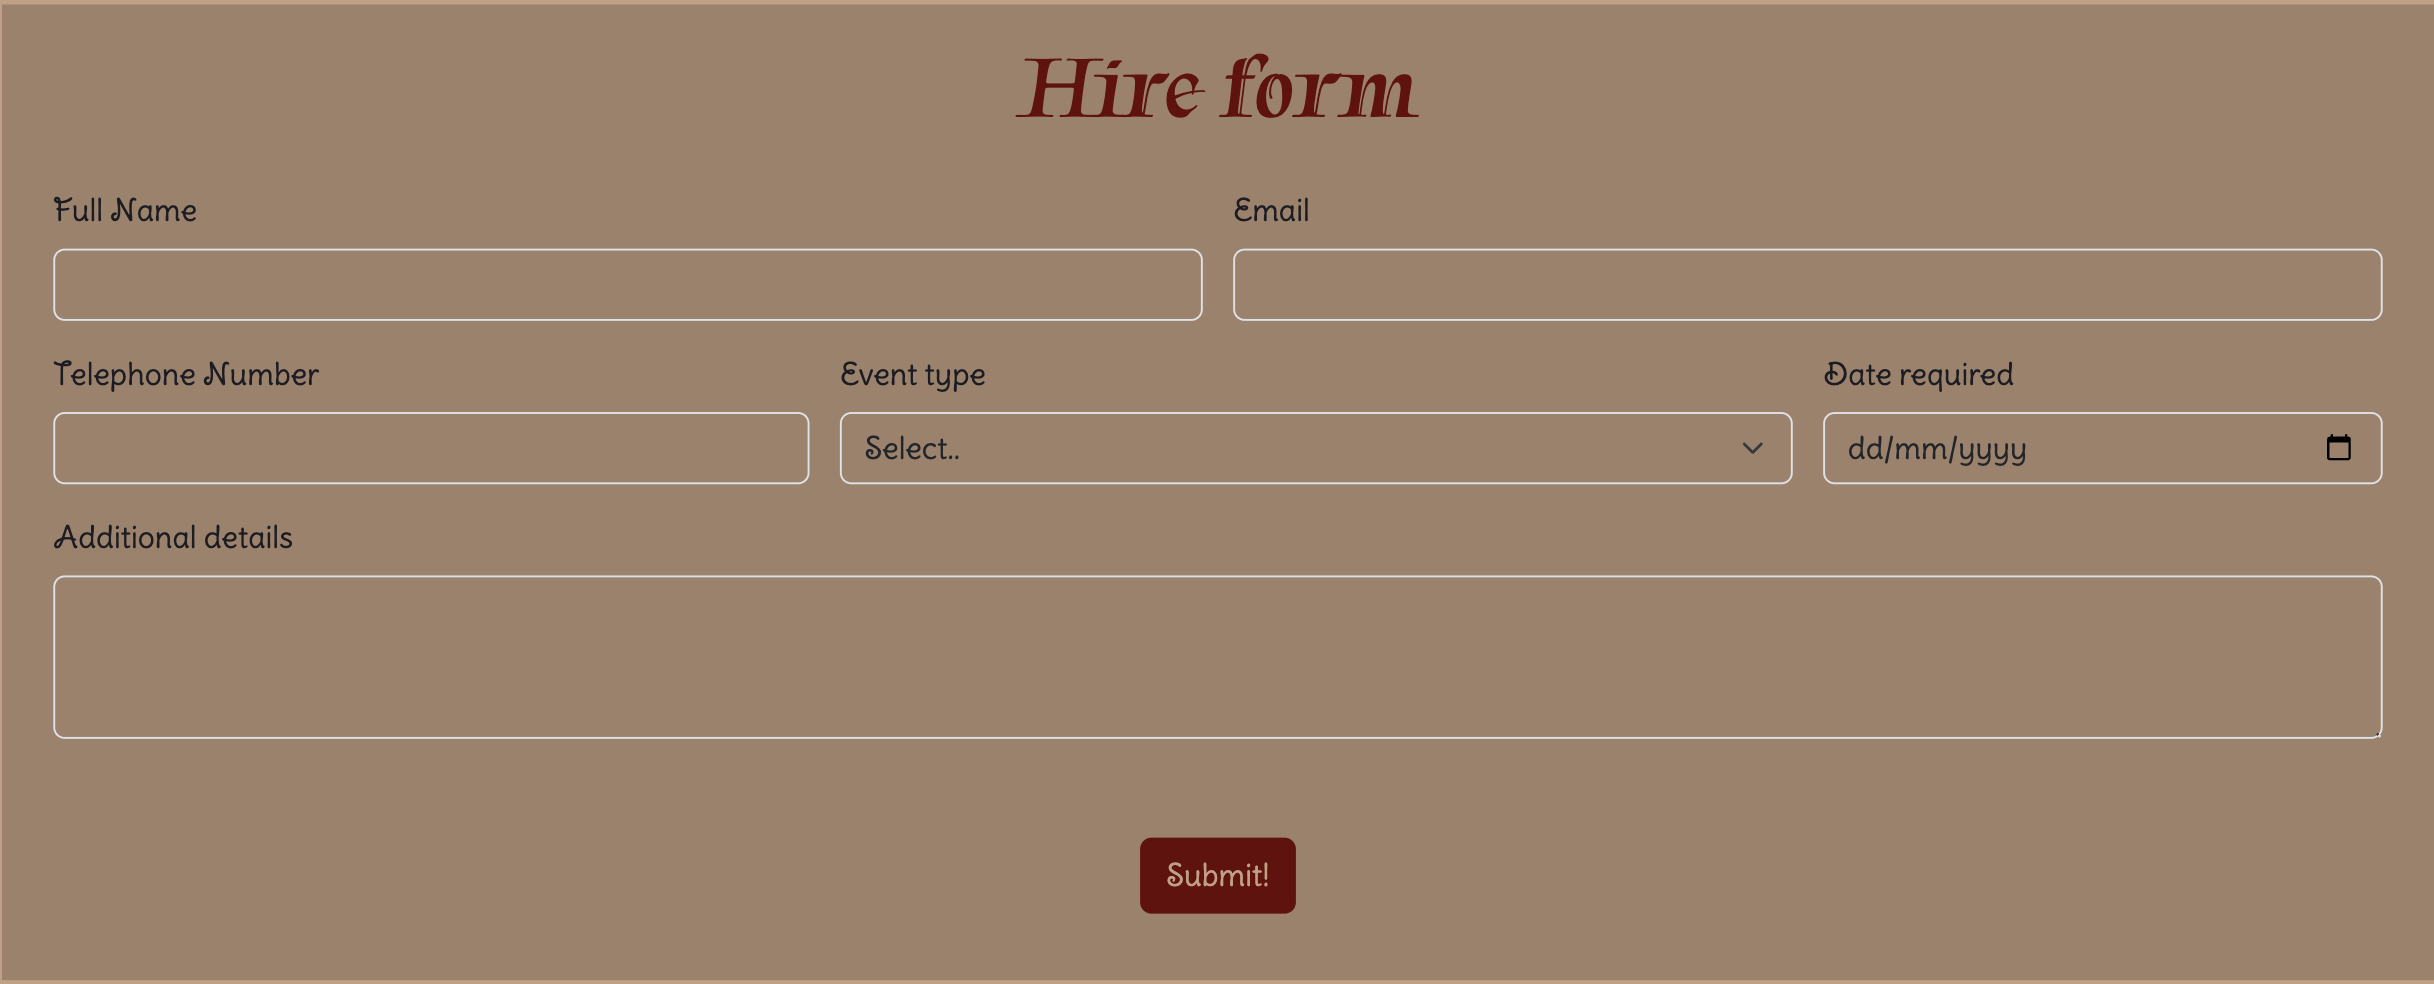 Hire form
Full Name
Email
Telephone Number
Event type
Date required
Select..
dd/mm/yyyy
Additional details
Submit!